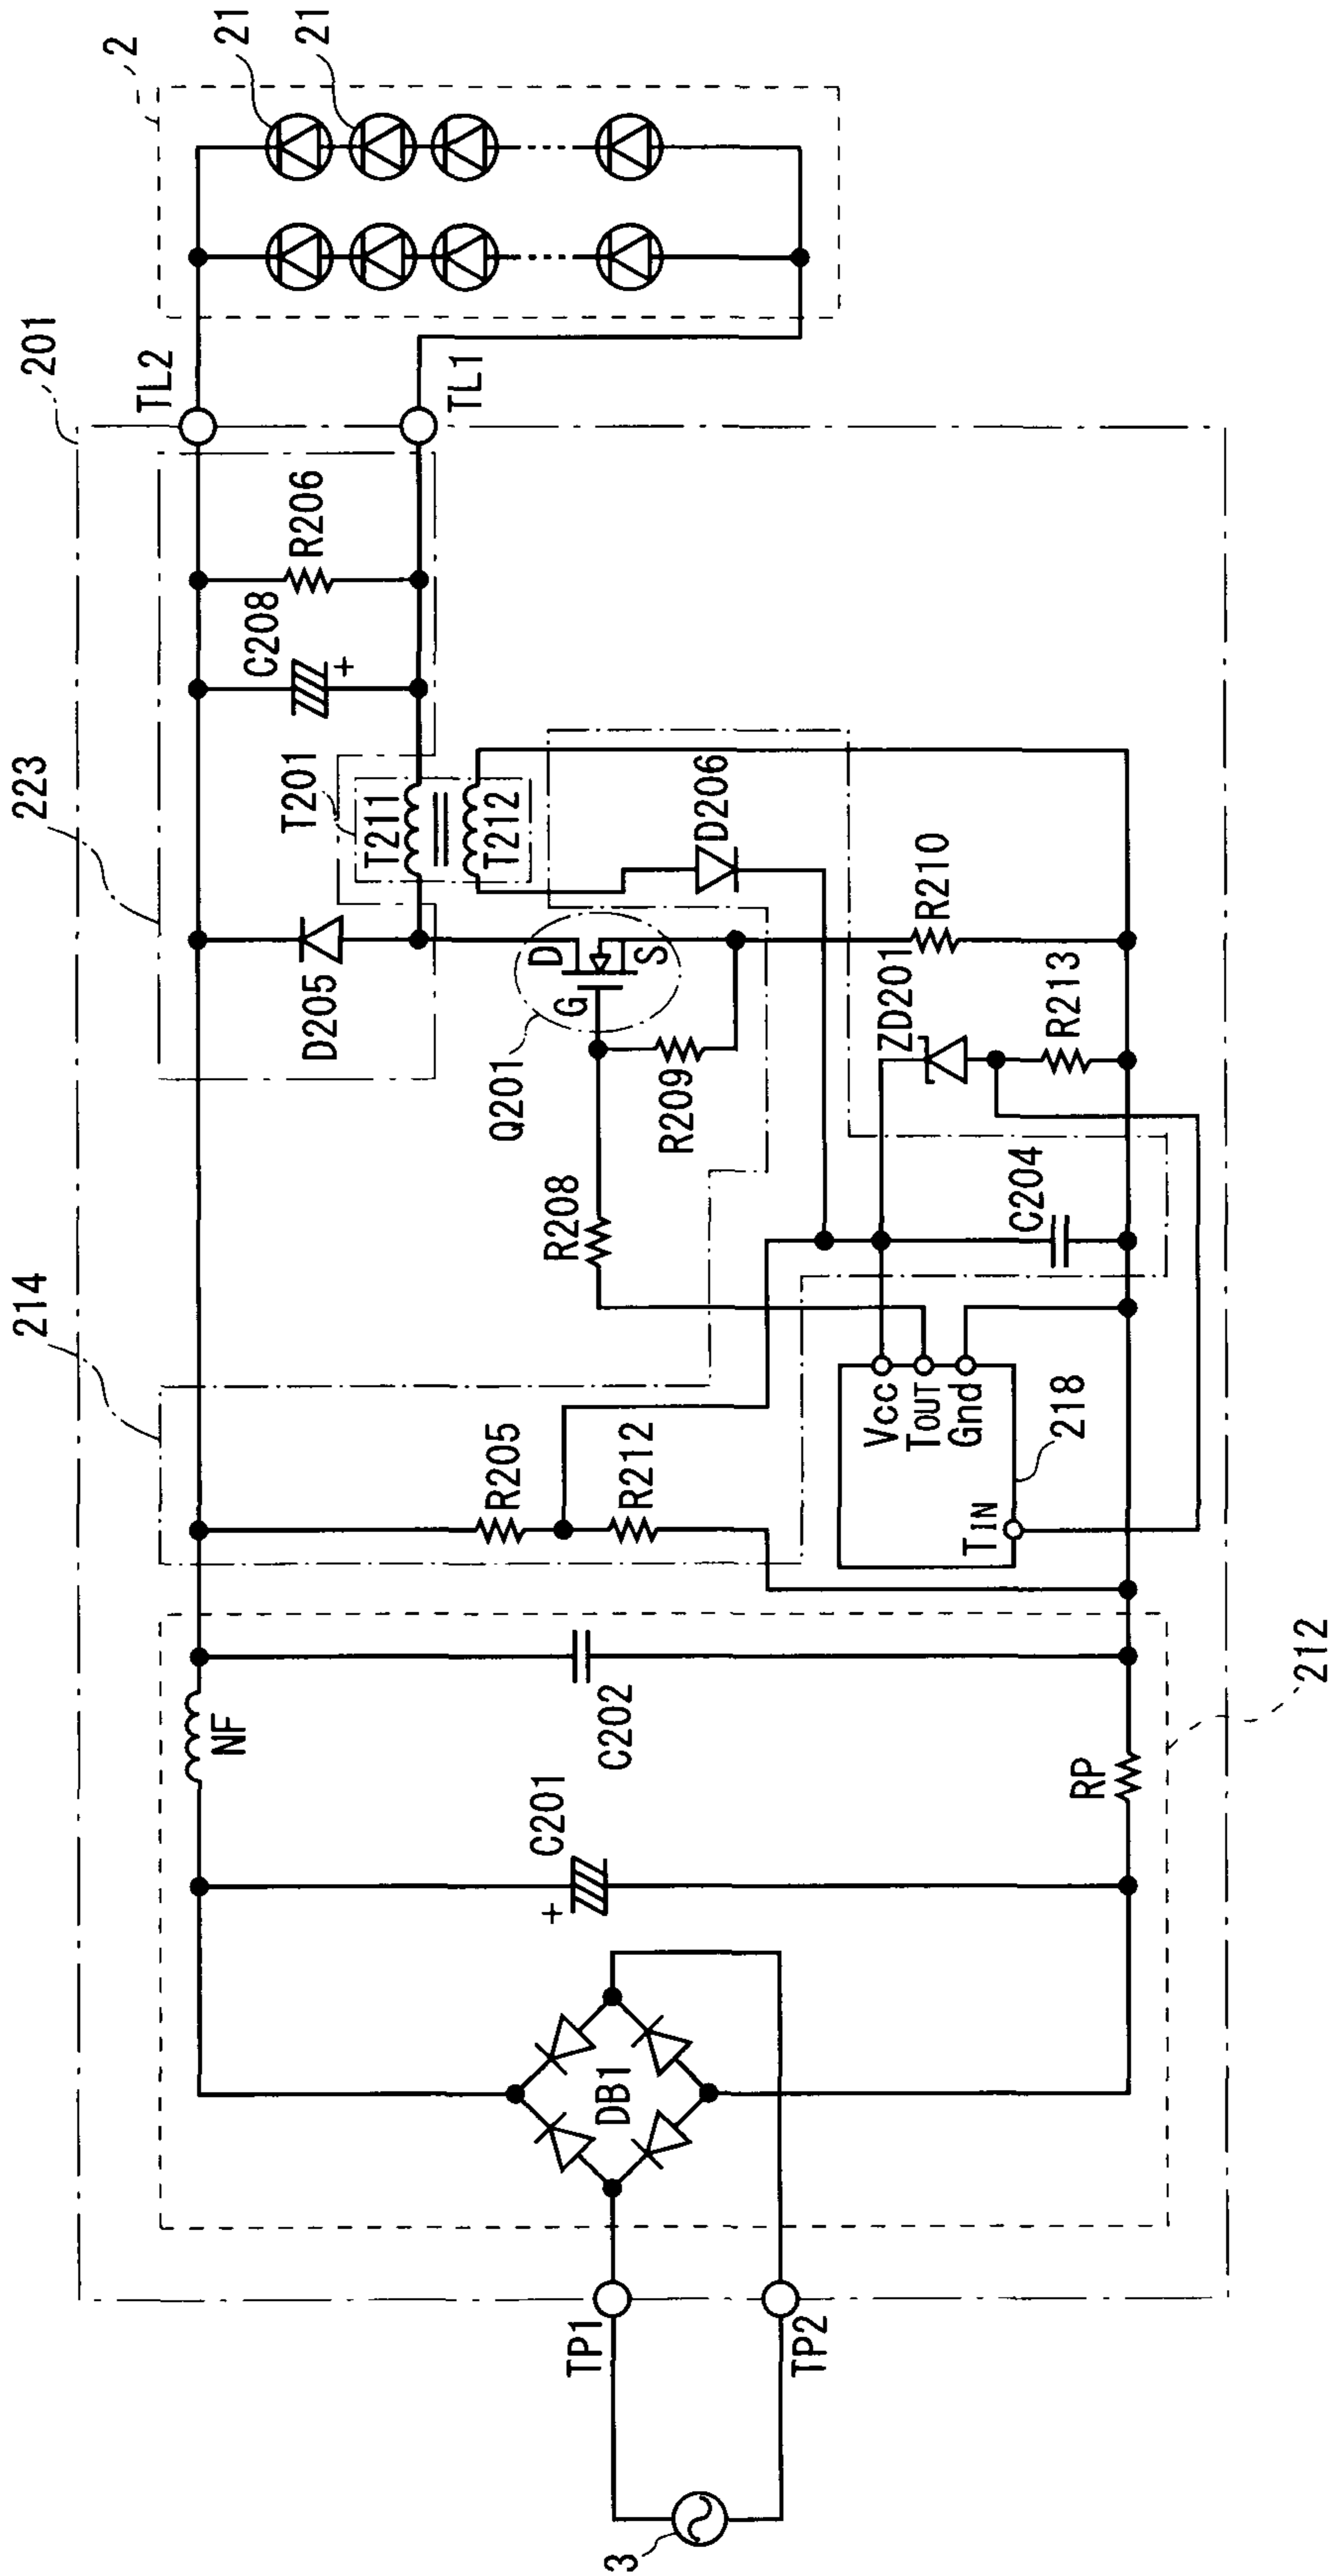 201
2
21
21
223
214
TL2
TL1
T201
T211
T212
C208
+
R206
D205
Q201
D
G
S
R209
R208
D206
R210
ZD201
R213
C204
R205
R212
Vcc
TOUT
Gnd
TIN
218
NF
C202
C201
+
RP
DB1
212
TP1
TP2
3